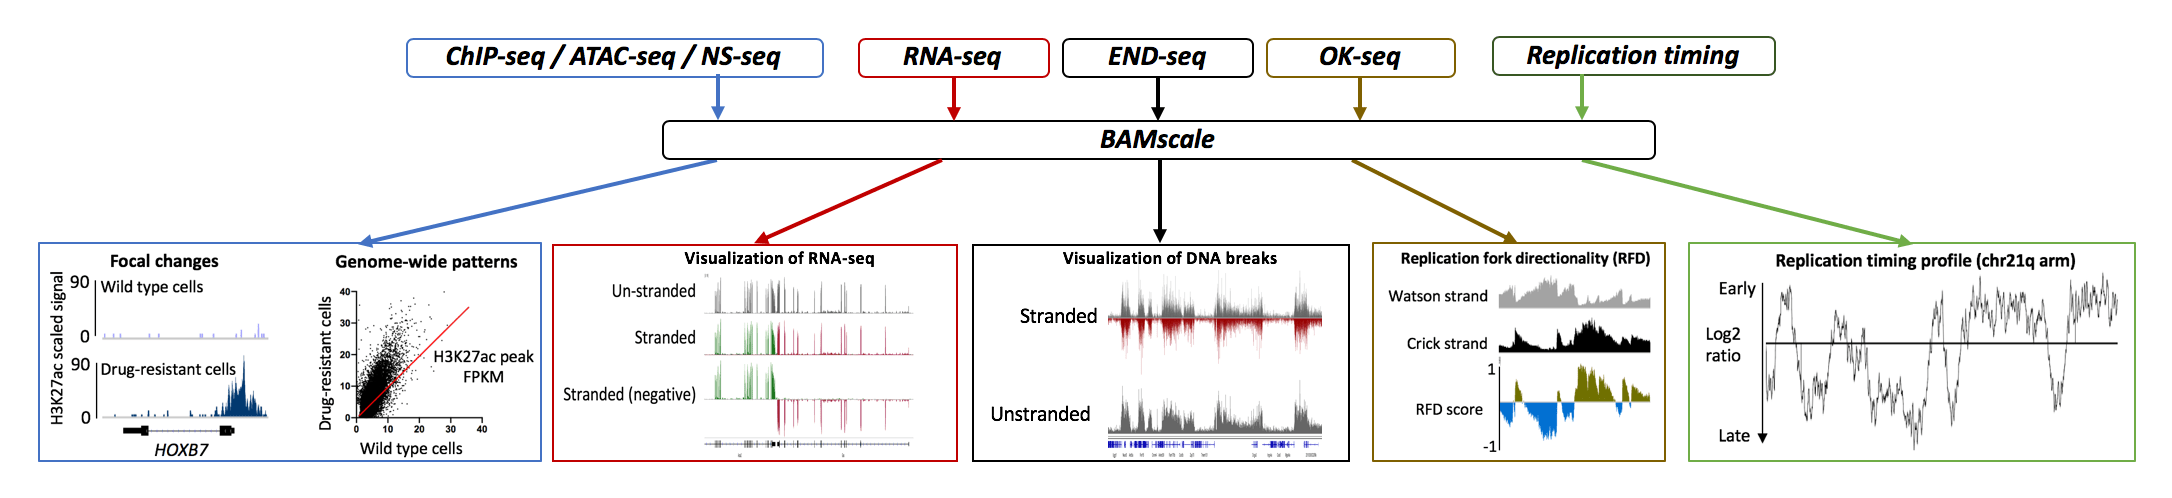 ChIP-seq / ATAC-seq / NS-seq
RNA-seq
END-seq
OK-seq
Replication timing
BAMscale
Focal changes
H3K27ac scaled signal
90
Wild type cells
0
90
Drug-resistant cells
0
HOXB7
Genome-wide patterns
Drug-resistant cells
40
30
20
10
0
H3K27ac peak
FPKM
0
10
20
30
40
Wild type cells
Visualization of RNA-seq
Un-stranded
Stranded
Stranded (negative)
Visualization of DNA breaks
Stranded
Unstranded
Replication fork directionality (RFD)
Watson strand
Crick strand
1
RFD score
-1
Replication timing profile (chr21q arm)
Early
Log2
ratio
Late